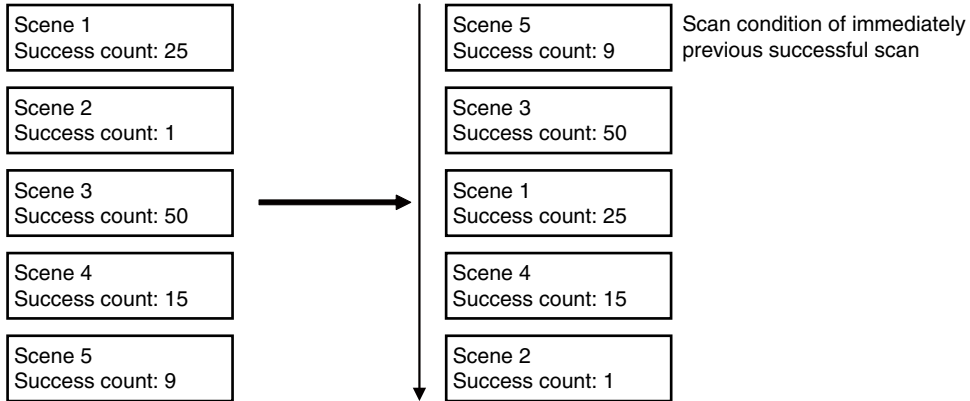 Scene 1
Success count: 25
Scene 2
Success count: 1
Scene 3
Success count: 50
Scene 4
Success count: 15
Scene 5
Success count: 9
Scene 5
Success count: 9
Scan condition of immediately
previous successful scan
Scene 3
Success count: 50
Scene 1
Success count: 25
Scene 4
Success count: 15
Scene 2
Success count: 1